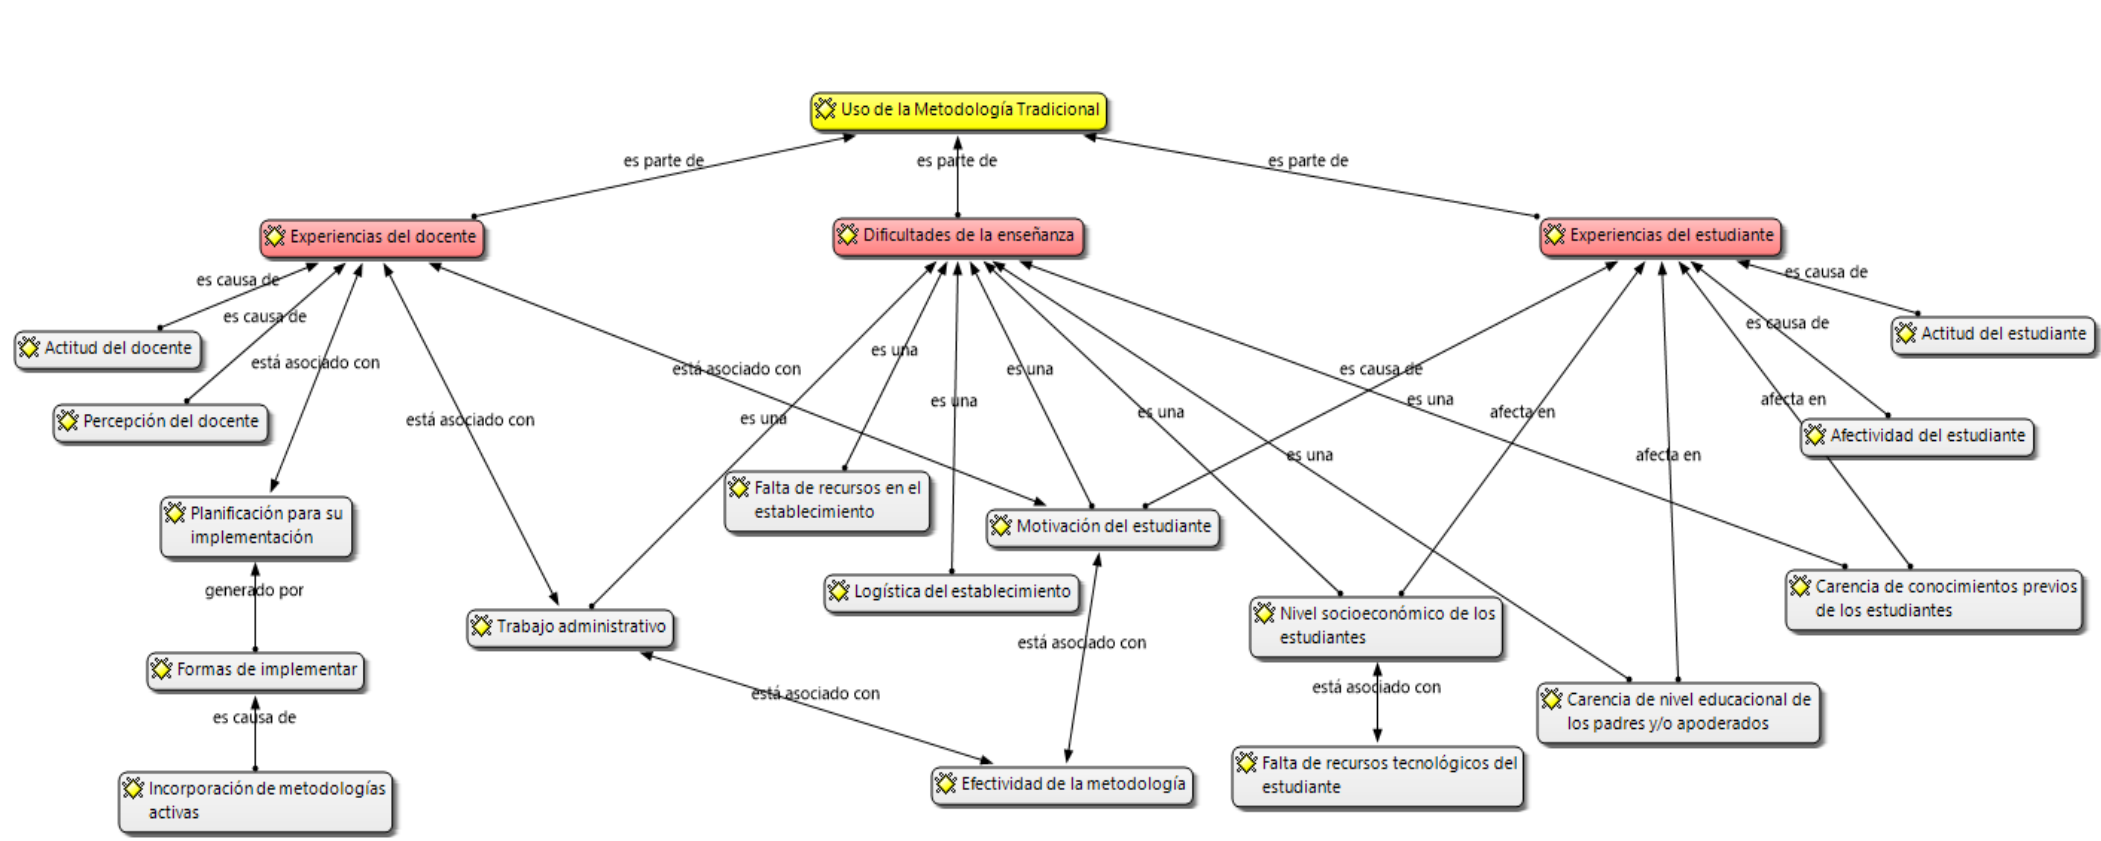 Uso de la Metodología Tradicional
es parte de
es parte de
es parte de
Experiencias del docente
Dificultades de la enseñanza
Experiencias del estudiante
es causa de
es causa de
es causa de
es causa de
Actitud del docente
Actitud del estudiante
está asociado con
es una
está asociado con
es una
es causa de
Percepción del docente
está asociado con
es una
es una
es una
es una
afecta en
afecta en
Afectividad del estudiante
es una
afecta en
Falta de recursos en el
establecimiento
Planificación para su
implementación
Motivación del estudiante
generado por
Logística del establecimiento
Carencia de conocimientos previos
de los estudiantes
Trabajo administrativo
Nivel socioeconómico de los
estudiantes
está asociado con
Formas de implementar
está asociado con
está asociado con
Carencia de nivel educacional de
los padres y/o apoderados
es causa de
Incorporación de metodologías
activas
Efectividad de la metodología
Falta de recursos tecnológicos del
estudiante